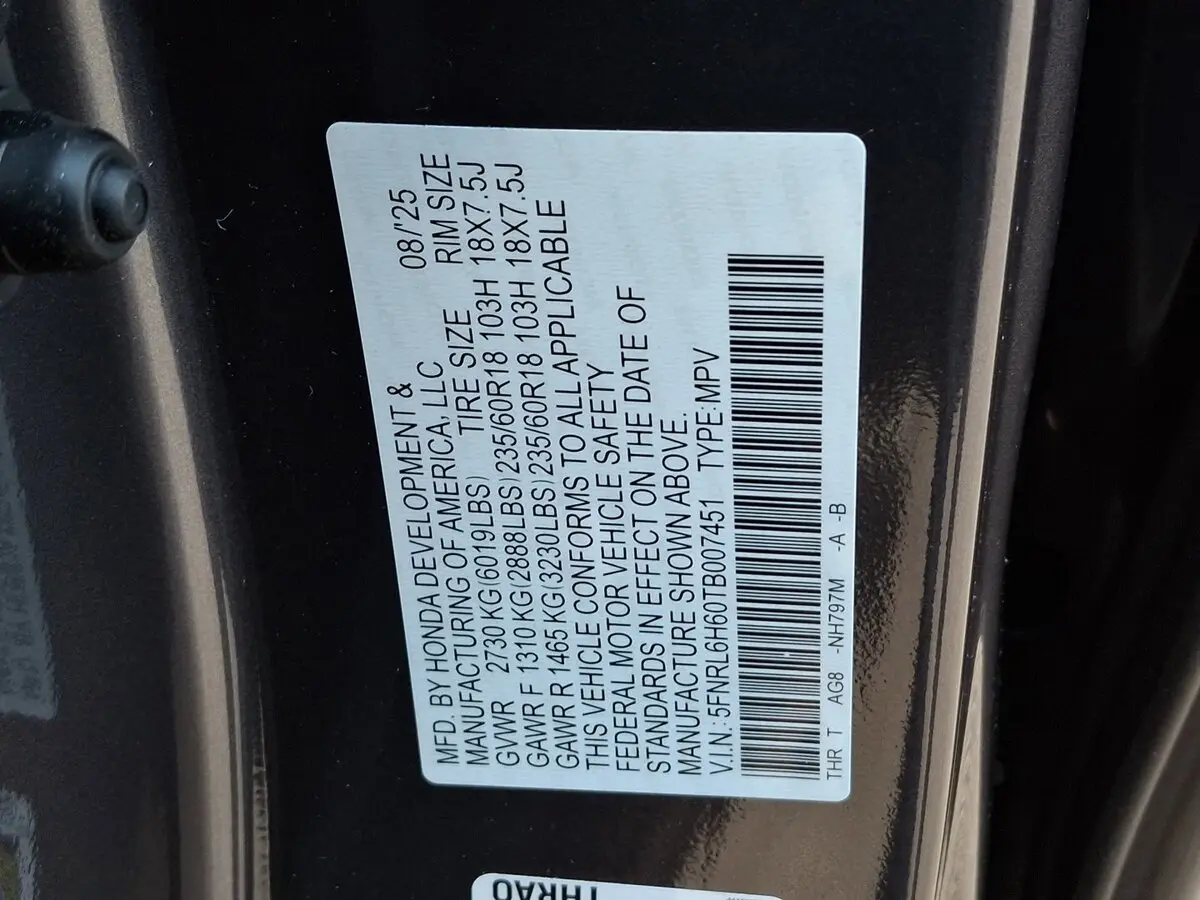 MFD. BY HONDA DEVELOPMENT & 08/'25
MANUFACTURING OF AMERICA, LLC RIM SIZE
GVWR 2730 KG(6019LBS) TIRE SIZE 18X7.5J
GAWR F 1310 KG(2888LBS) 235/60R18 103H 18X7.5J
GAWR R 1465 KG(3230LBS) 235/60R18 103H
THIS VEHICLE CONFORMS TO ALL APPLICABLE
FEDERAL MOTOR VEHICLE SAFETY
STANDARDS IN EFFECT ON THE DATE OF
MANUFACTURE SHOWN ABOVE.
V.I.N.:5FNRL6H60TB007451 TYPE:MPV
THR T AG8 -NH797M -A -B
THRAO